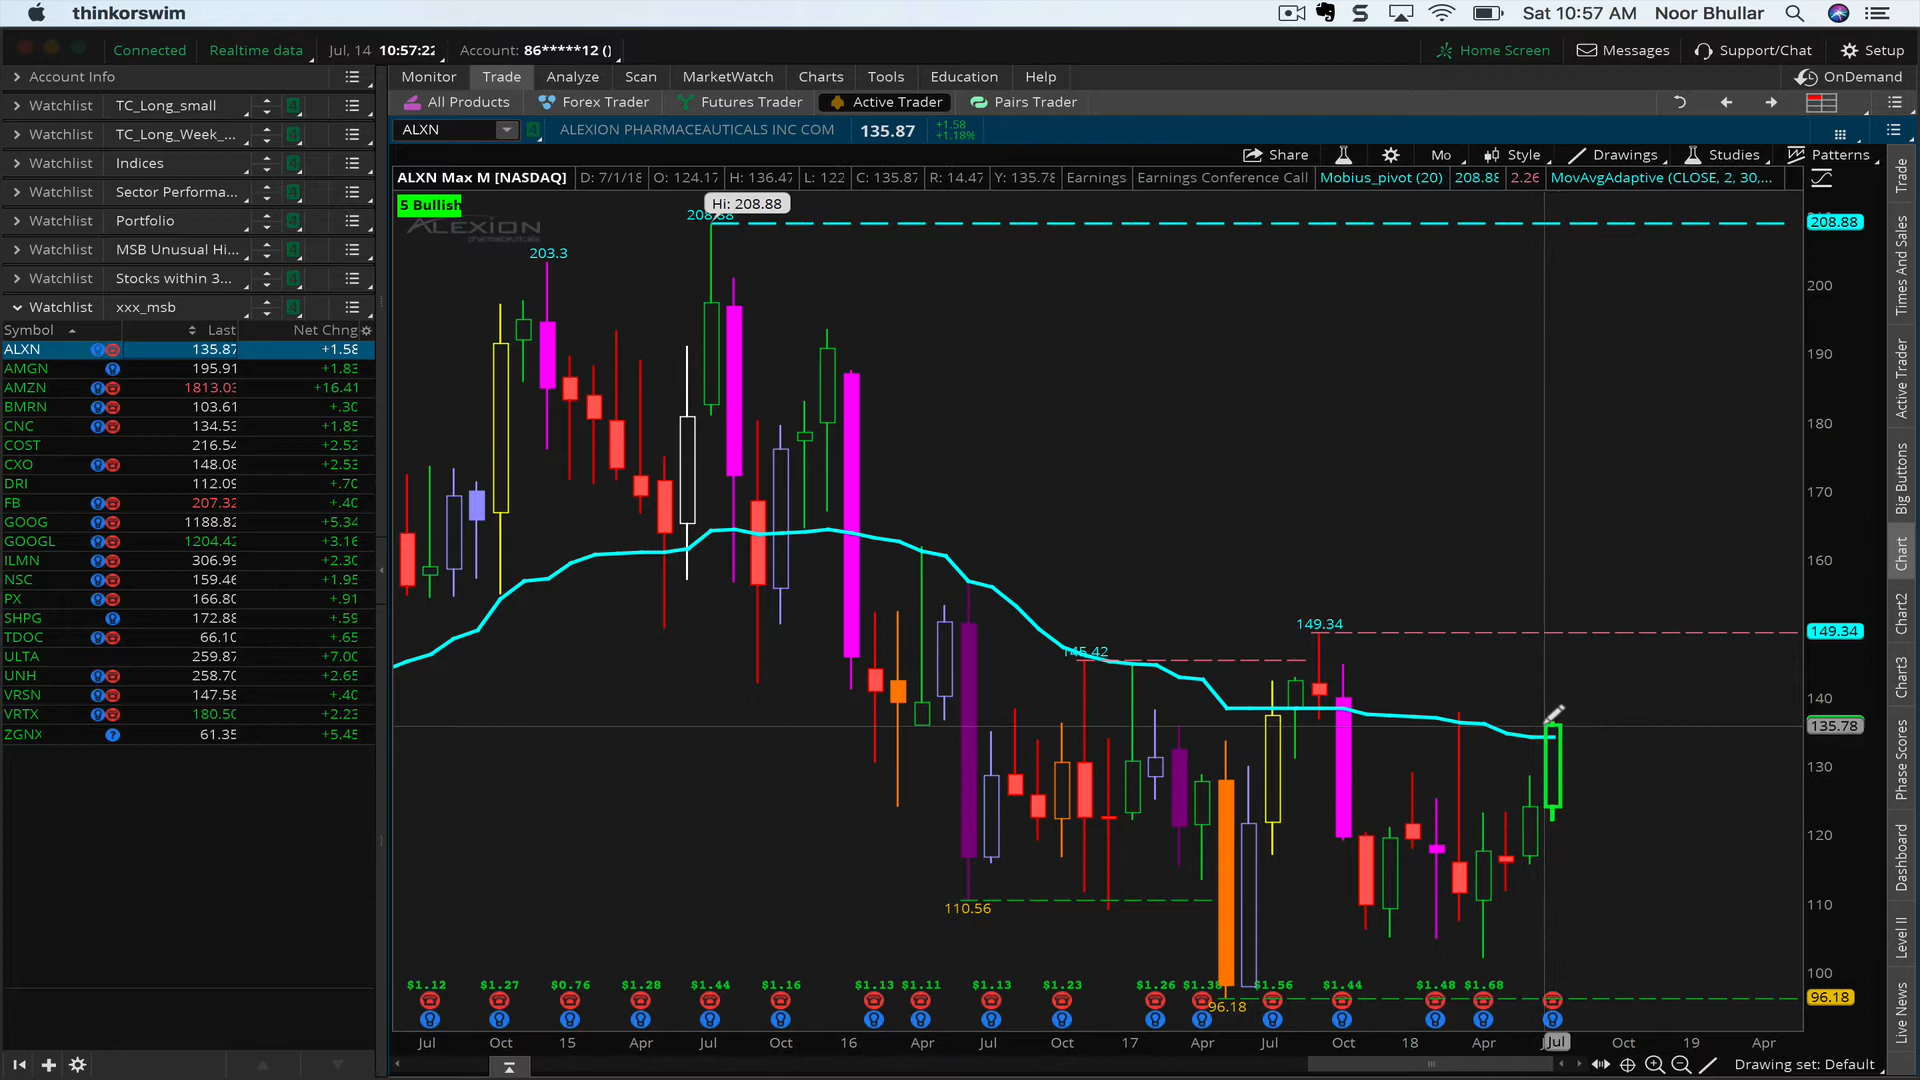 thinkorswim
Sat 10:57 AM Noor Bhullar
Connected Realtime data Jul, 14 10:57:22 Account: 86*****12 ()
Home Screen Messages Support/Chat Setup
Account Info
Watchlist TC_Long_small
Watchlist TC_Long_Week_...
Watchlist Indices
Watchlist Sector Performa...
Watchlist Portfolio
Watchlist MSB Unusual Hi...
Watchlist Stocks within 3...
Watchlist xxx_msb
Symbol Last Net Chng
ALXN 135.87 +1.58
AMGN 195.91 +1.83
AMZN 1813.03 +16.41
BMRN 103.61 +.30
CNC 134.53 +1.85
COST 216.54 +2.52
CXO 148.08 +2.53
DRI 112.09 +.70
FB 207.32 +.40
GOOG 1188.82 +5.34
GOOGL 1204.42 +3.16
ILMN 306.99 +2.30
NSC 159.46 +1.95
PX 166.80 +.91
SHPG 172.88 +.59
TDOC 66.10 +.65
ULTA 259.87 +7.00
UNH 258.70 +2.65
VRSN 147.58 +.40
VRTX 180.50 +2.23
ZGNX 61.35 +5.45
Monitor Trade Analyze Scan MarketWatch Charts Tools Education Help
OnDemand
All Products Forex Trader Futures Trader Active Trader Pairs Trader
ALXN ALEXION PHARMACEUTICALS INC COM 135.87 +1.58 +1.18%
Share Mo Style Drawings Studies Patterns
ALXN Max M [NASDAQ] D: 7/1/18 O: 124.17 H: 136.47 L: 122 C: 135.87 R: 14.47 Y: 135.78 Earnings Earnings Conference Call Mobius_pivot (20) 208.88 2.26 MovAvgAdaptive (CLOSE, 2, 30,...
5 Bullish
ALEXION
pharmaceuticals
Hi: 208.88
208.88
203.3
149.34
145.42
110.56
96.18
208.88
200
190
180
170
160
149.34
140
135.78
130
120
110
100
96.18
$1.12 $1.27 $0.76 $1.28 $1.44 $1.16 $1.13 $1.11 $1.13 $1.23 $1.26 $1.56 $1.44 $1.48 $1.68
Jul Oct 15 Apr Jul Oct 16 Apr Jul Oct 17 Apr Jul Oct 18 Apr Jul Oct 19 Apr
Drawing set: Default
Trade
Times And Sales
Active Trader
Big Buttons
Chart
Chart2
Chart3
Phase Scores
Dashboard
Level II
Live News